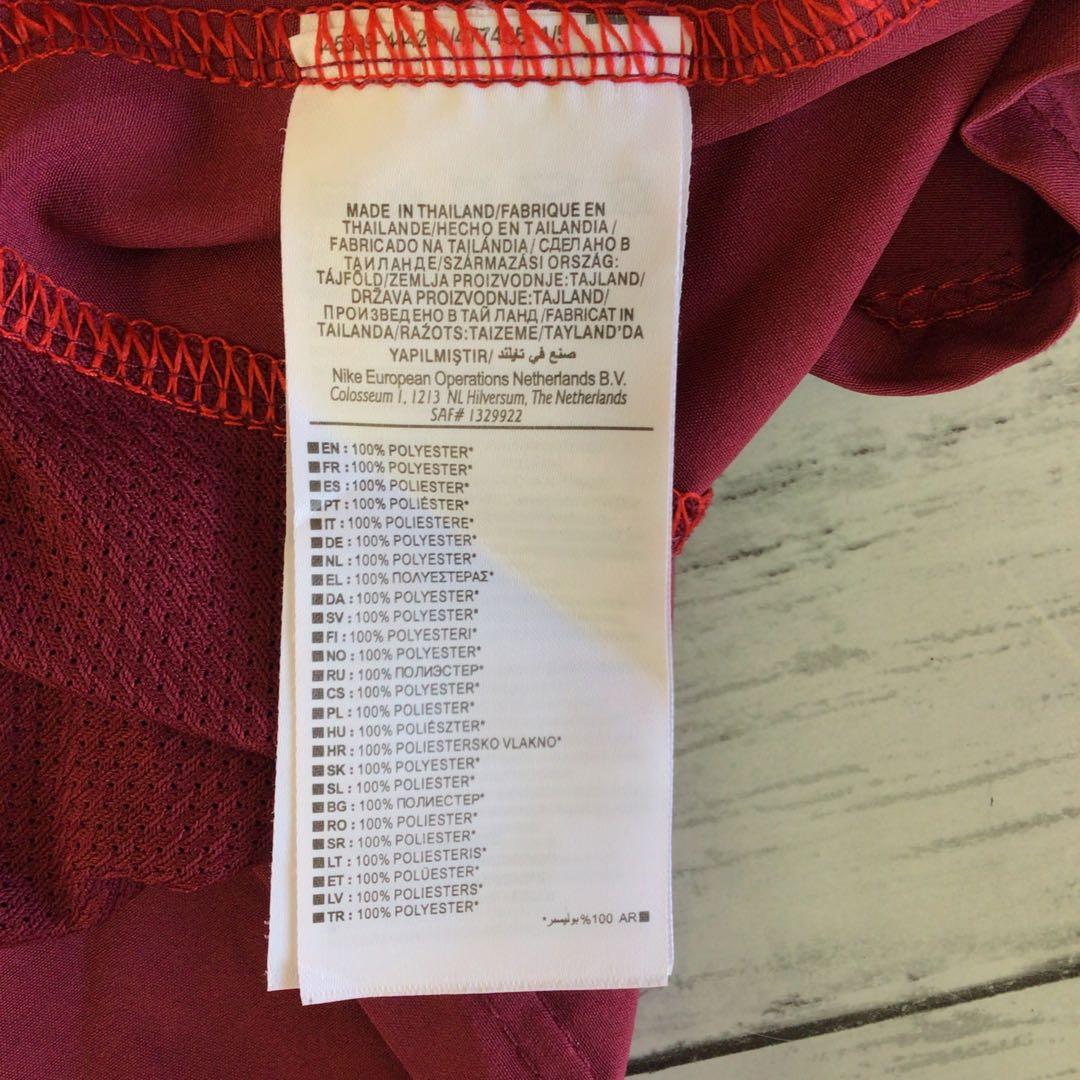 MADE IN THAILAND/FABRIQUE EN
THAILANDE/HECHO EN TAILANDIA/
FABRICADO NA TAILÂNDIA/ СДЕЛАНО В
ТАИЛАНДЕ/SZÁRMAZÁSI ORSZÁG:
TÁJFÖLD/ZEMLJA PROIZVODNJE:TAJLAND/
DRŽAVA PROIZVODNJE:TAJLAND/
ПРОИЗВЕДЕНО В ТАЙЛАНД/FABRICAT IN
TAILANDA/RAŽOTS:TAIZEME/TAYLAND'DA
YAPILMIŞTIR/ صنع في تايلند
Nike European Operations Netherlands B.V.
Colosseum 1, 1213 NL Hilversum, The Netherlands
SAF# 1329922
EN : 100% POLYESTER*
FR : 100% POLYESTER*
ES : 100% POLIESTER*
PT : 100% POLIÉSTER*
IT : 100% POLIESTERE*
DE : 100% POLYESTER*
NL : 100% POLYESTER*
EL : 100% ΠΟΛΥΕΣΤΕΡΑΣ*
DA : 100% POLYESTER*
SV : 100% POLYESTER*
FI : 100% POLYESTERI*
NO : 100% POLYESTER*
RU : 100% ПОЛИЭСТЕР*
CS : 100% POLYESTER*
PL : 100% POLIESTER*
HU : 100% POLIÉSZTER*
HR : 100% POLIESTERSKO VLAKNO*
SK : 100% POLYESTER*
SL : 100% POLIESTER*
BG : 100% ПОЛИЕСТЕР*
RO : 100% POLIESTER*
SR : 100% POLIESTER*
LT : 100% POLIESTERIS*
ET : 100% POLÜESTER*
LV : 100% POLIESTERS*
TR : 100% POLYESTER*
AR 100%